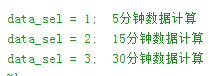 data_sel = 1;  5分钟数据计算
data_sel = 2;  15分钟数据计算
data_sel = 3;  30分钟数据计算